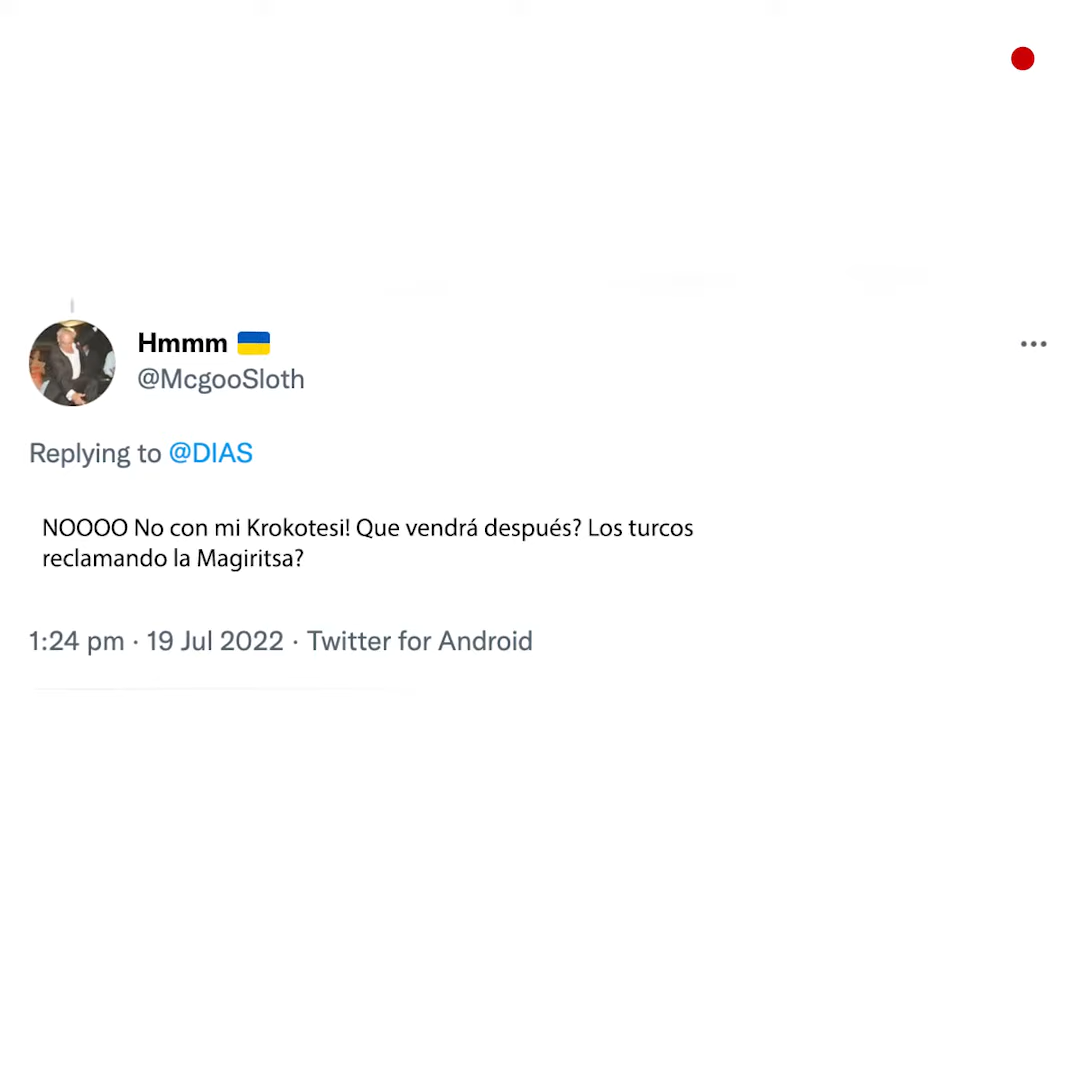 Hmmm 🇺🇦
@McgooSloth
Replying to @DIAS
NOOOO No con mi Krokotesi! Que vendrá después? Los turcos
reclamando la Magiritsa?
1:24 pm · 19 Jul 2022 · Twitter for Android